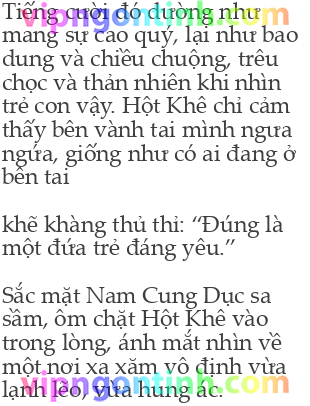 Tiếng cười đó dường như
mang sự cao quý, lại như bao
dung và chiều chuộng, trêu
chọc và thản nhiên khi nhìn
trẻ con vậy. Hột Khê chỉ cảm
thấy bên vành tai mình ngưa
ngứa, giống như có ai đang ở
bên tai
khẽ khàng thủ thỉ: “Đúng là
một đứa trẻ đáng yêu.”
Sắc mặt Nam Cung Dục sa
sầm, ôm chặt Hột Khê vào
trong lòng, ánh mắt nhìn về
một nơi xa xăm vô định vừa
lạnh lẽo, vừa hung ác.
vipngontinh.com
vipngontinh.com